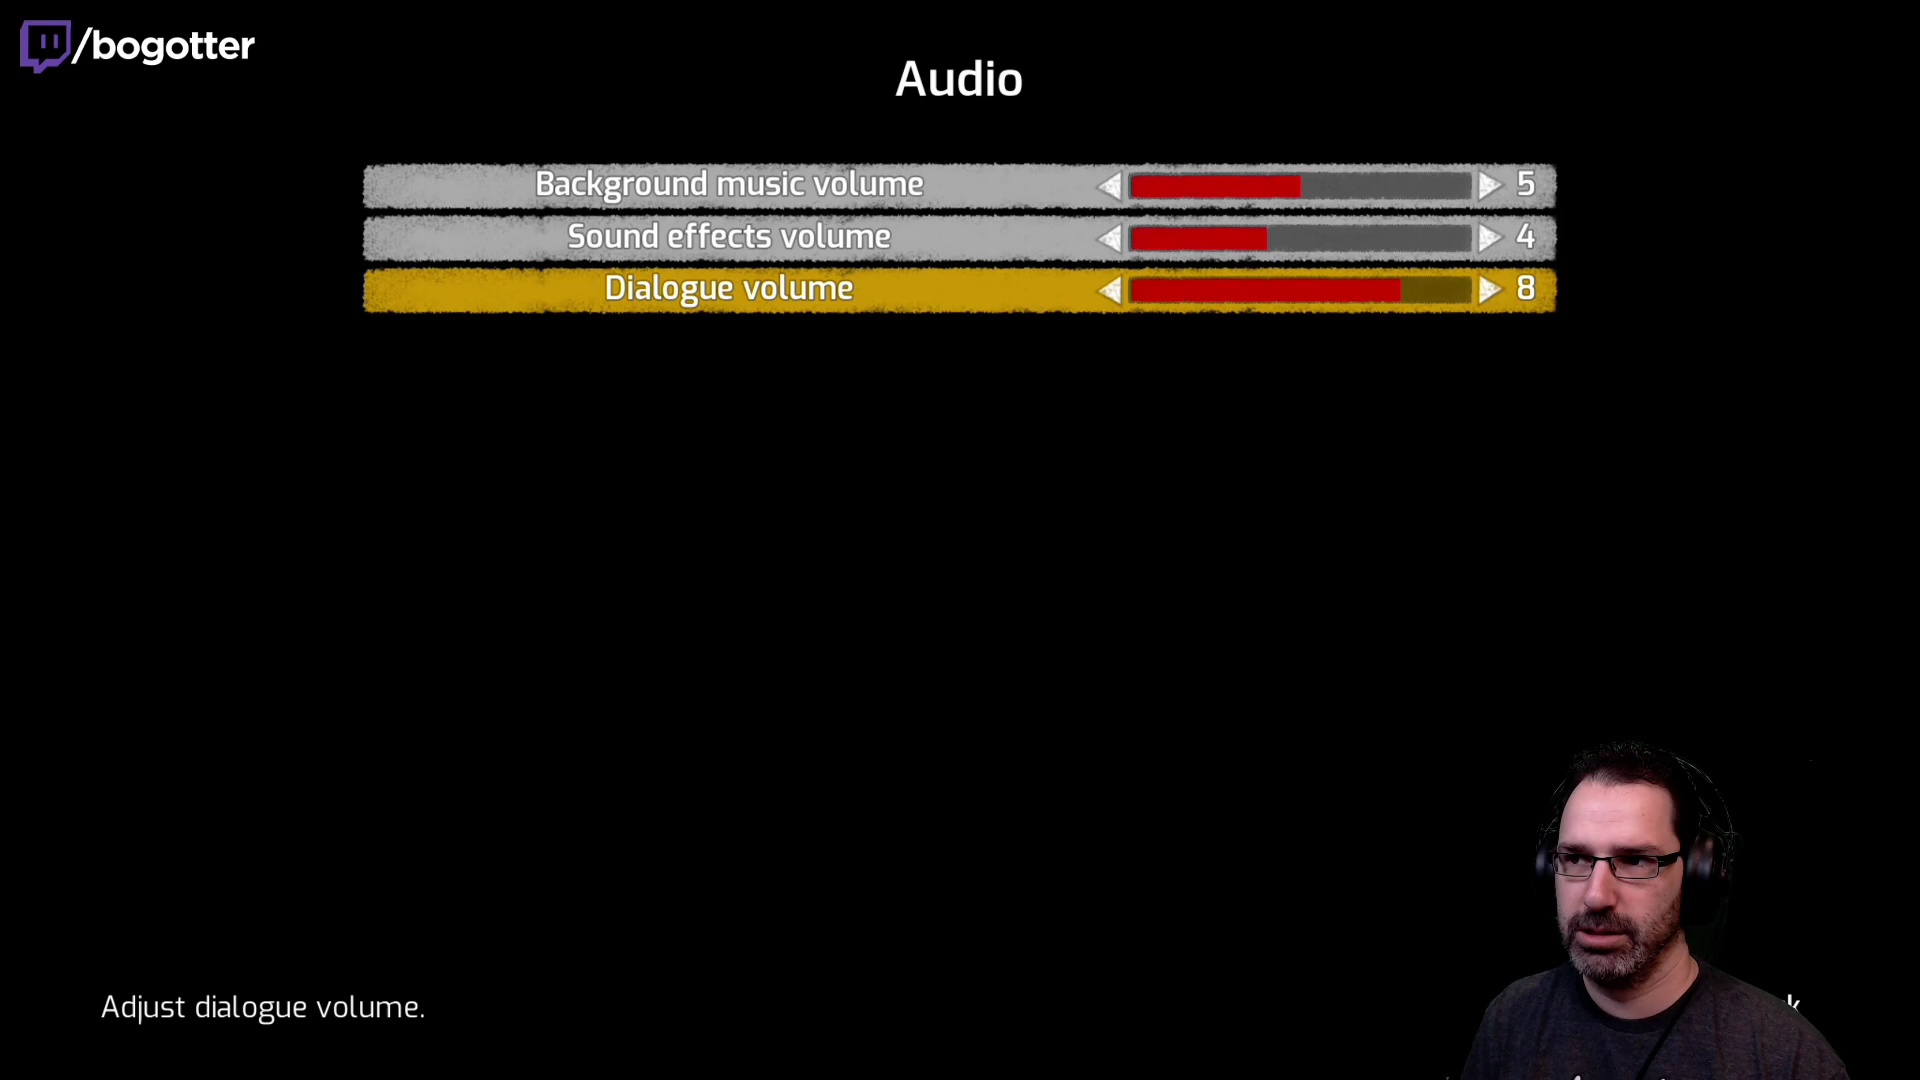 /bogotter
Audio
Background music volume 5
Sound effects volume 4
Dialogue volume 8
Adjust dialogue volume.